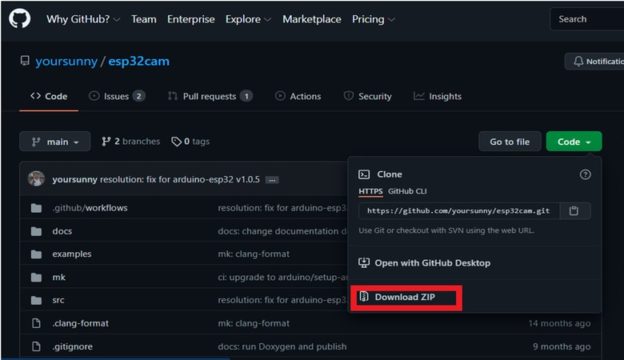 Why GitHub? Team Enterprise Explore Marketplace Pricing Search
yoursunny / esp32cam Notificatio
Code Issues 2 Pull requests 1 Actions Security Insights
main 2 branches 0 tags Go to file Code
yoursunny resolution: fix for arduino-esp32 v1.0.5 ...
Clone
HTTPS GitHub CLI
https://github.com/yoursunny/esp32cam.git
Use Git or checkout with SVN using the web URL.
Open with GitHub Desktop
Download ZIP
.github/workflows resolution: fix for arduino-esp3
docs docs: change documentation d
examples mk: clang-format
mk ci: upgrade to arduino/setup-a
src resolution: fix for arduino-esp3
.clang-format mk: clang-format 14 months ago
.gitignore docs: run Doxygen and publish 9 months ago